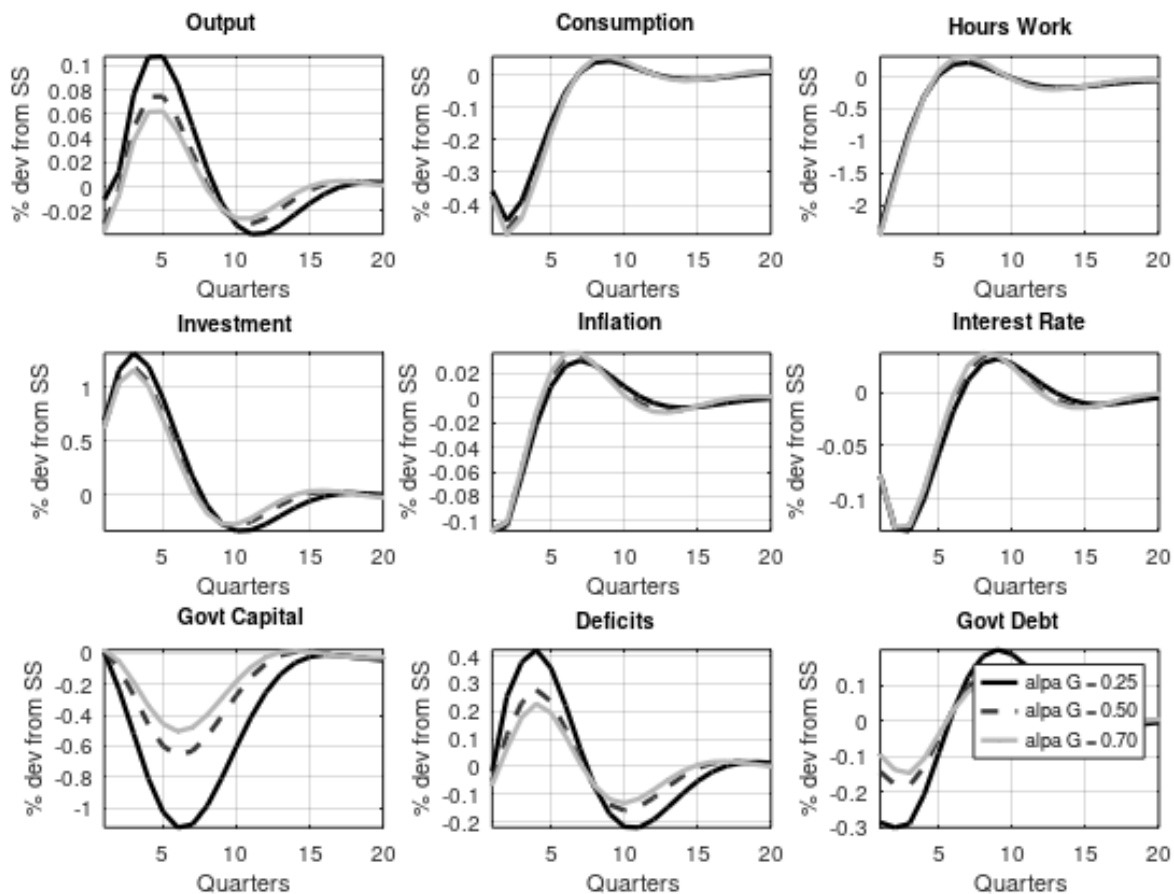 Output
Consumption
Hours Work
% dev from SS
0.1
0.08
0.06
0.04
0.02
0
-0.02
5
10
15
20
Quarters
% dev from SS
0
-0.1
-0.2
-0.3
-0.4
5
10
15
20
Quarters
% dev from SS
0
-0.5
-1
-1.5
-2
5
10
15
20
Quarters
Investment
Inflation
Interest Rate
% dev from SS
1
0.5
0
5
10
15
20
Quarters
% dev from SS
0.02
0
-0.02
-0.04
-0.06
-0.08
-0.1
5
10
15
20
Quarters
% dev from SS
0
-0.05
-0.1
5
10
15
20
Quarters
Govt Capital
Deficits
Govt Debt
% dev from SS
0
-0.2
-0.4
-0.6
-0.8
-1
5
10
15
20
Quarters
% dev from SS
0.4
0.3
0.2
0.1
0
-0.1
-0.2
5
10
15
20
Quarters
% dev from SS
0.1
0
-0.1
-0.2
-0.3
5
10
15
20
Quarters
alpa G – 0.25
alpa G – 0.50
alpa G – 0.70